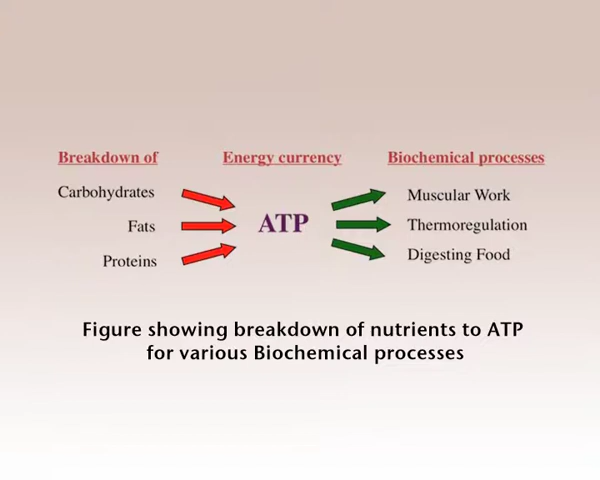 Breakdown of Energy currency Biochemical processes
Carbohydrates Muscular Work
Fats ATP Thermoregulation
Proteins Digesting Food
Figure showing breakdown of nutrients to ATP
for various Biochemical processes